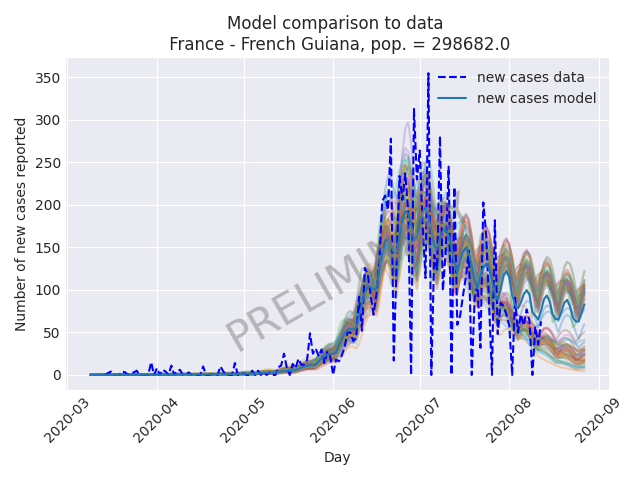 Model comparison to data
France - French Guiana, pop. = 298682.0
new cases data
new cases model
Number of new cases reported
350
300
250
200
150
100
50
0
2020-03
2020-04
2020-05
2020-06
2020-07
2020-08
2020-09
Day